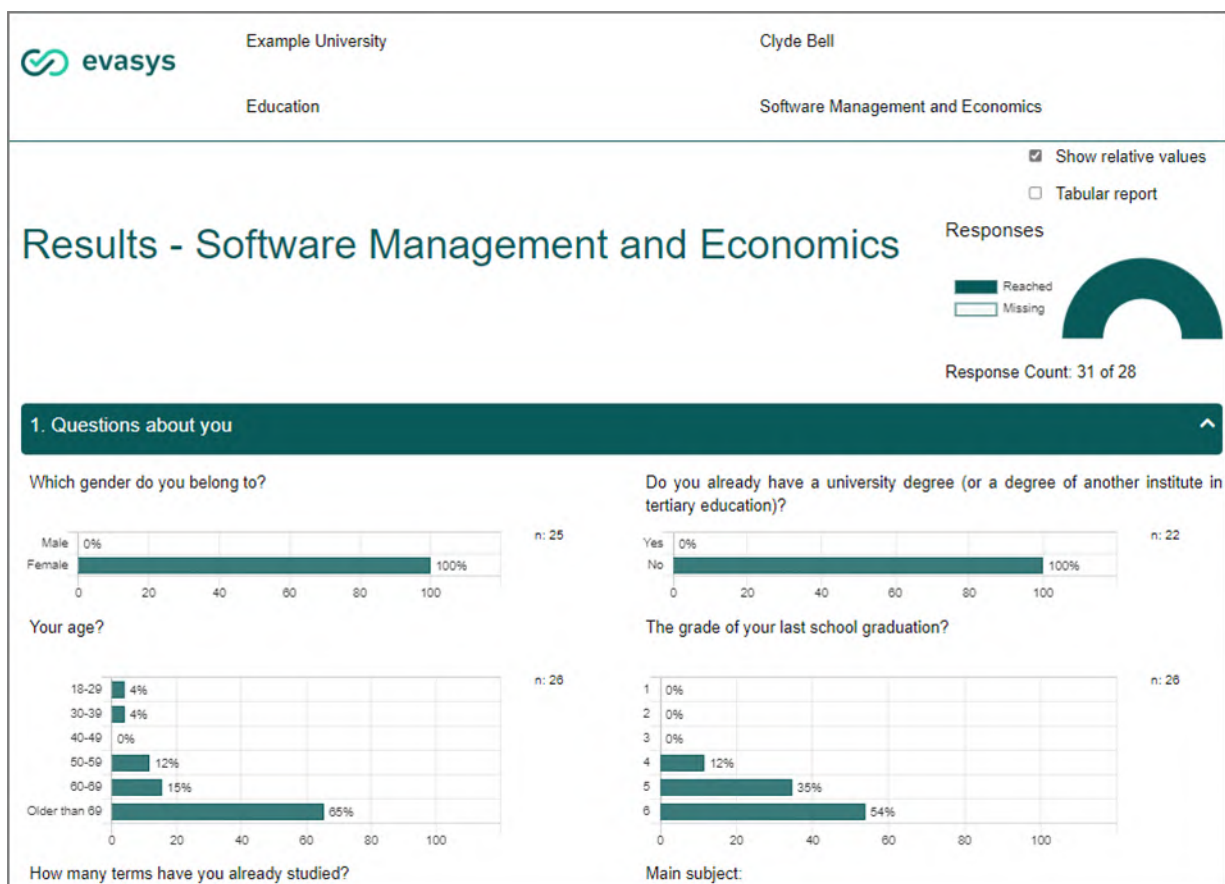 evasys
Example University
Clyde Bell
Education
Software Management and Economics
Show relative values
Tabular report
Results - Software Management and Economics
Responses
Reached
Missing
Response Count: 31 of 28
1. Questions about you
Which gender do you belong to?
n: 25
Male 0%
Female 100%
0 20 40 60 80 100
Do you already have a university degree (or a degree of another institute in
tertiary education)?
n: 22
Yes 0%
No 100%
0 20 40 60 80 100
Your age?
n: 26
18-29 4%
30-39 4%
40-49 0%
50-59 12%
60-69 15%
Older than 69 65%
0 20 40 60 80 100
The grade of your last school graduation?
n: 26
1 0%
2 0%
3 0%
4 12%
5 35%
6 54%
0 20 40 60 80 100
How many terms have you already studied?
Main subject: